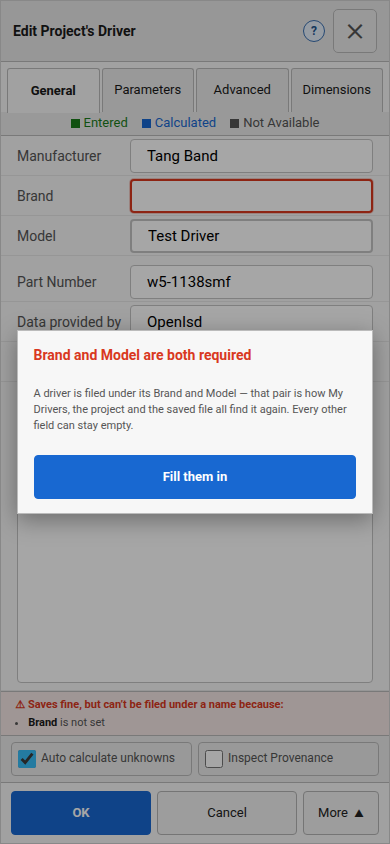 Edit Project's Driver
?
General
Parameters
Advanced
Dimensions
Entered
Calculated
Not Available
Manufacturer
Tang Band
Brand
Model
Test Driver
Part Number
w5-1138smf
Data provided by
OpenIsd
Brand and Model are both required
A driver is filed under its Brand and Model — that pair is how My
Drivers, the project and the saved file all find it again. Every other
field can stay empty.
Fill them in
⚠ Saves fine, but can't be filed under a name because:
• Brand is not set
Auto calculate unknowns
Inspect Provenance
OK
Cancel
More ▲